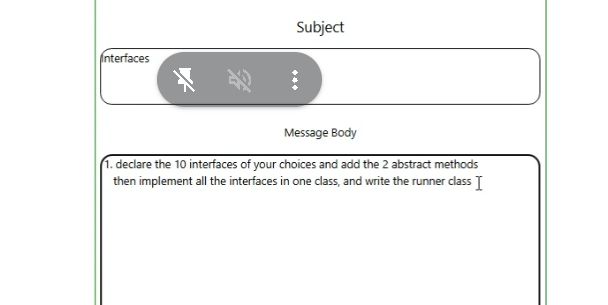 Subject
Interfaces
Message Body
1. declare the 10 interfaces of your choices and add the 2 abstract methods
then implement all the interfaces in one class, and write the runner class